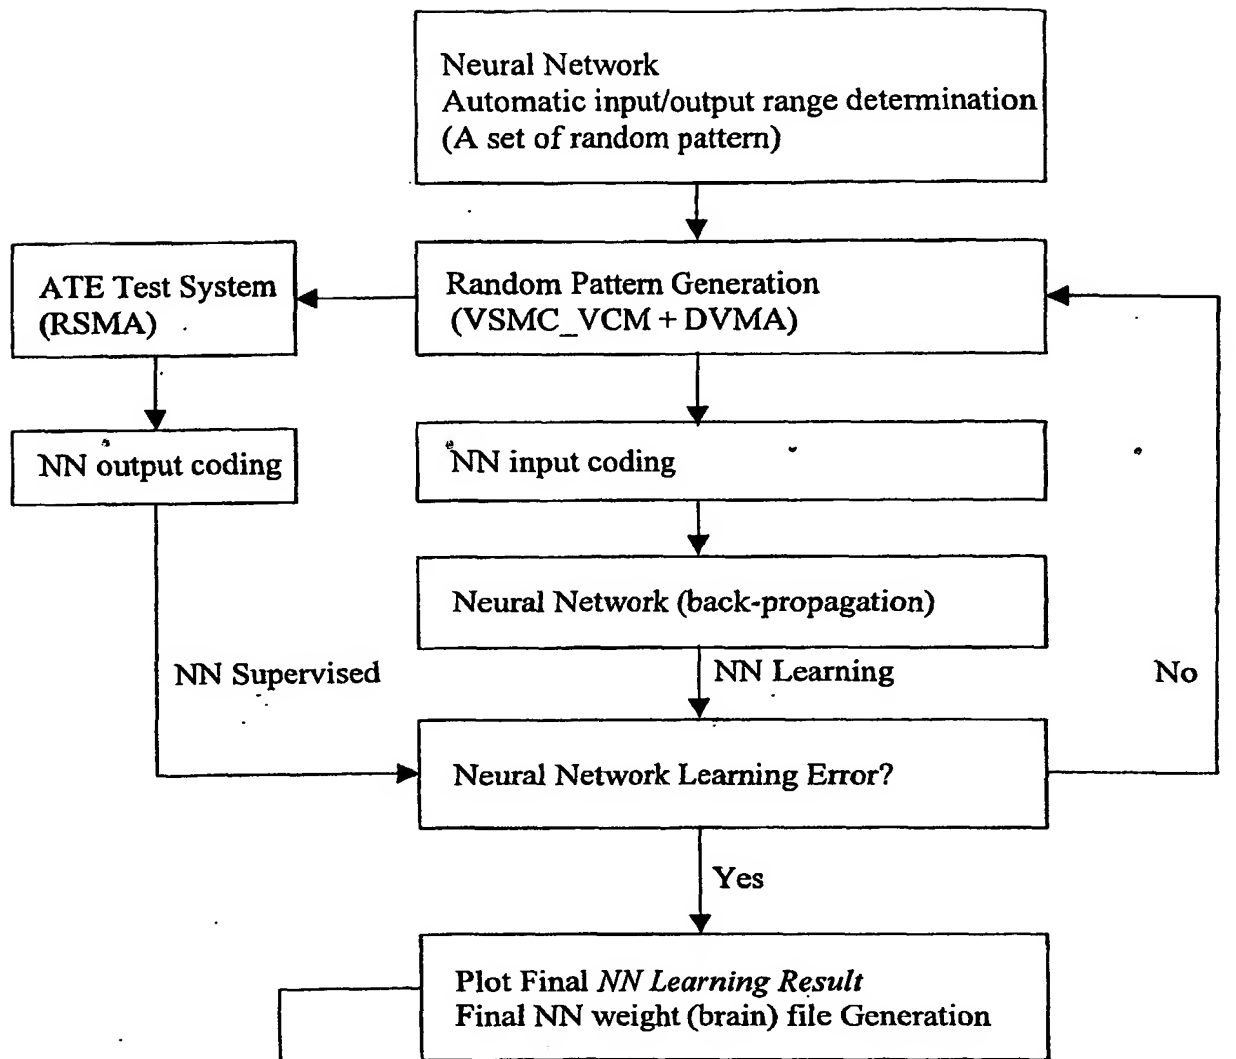 Neural Network
Automatic input/output range determination
(A set of random pattern)
ATE Test System
(RSMA)
Random Pattern Generation
(VSMC_VCM + DVMA)
NN output coding
NN input coding
Neural Network (back-propagation)
NN Supervised
NN Learning
No
Neural Network Learning Error?
Yes
Plot Final NN Learning Result
Final NN weight (brain) file Generation